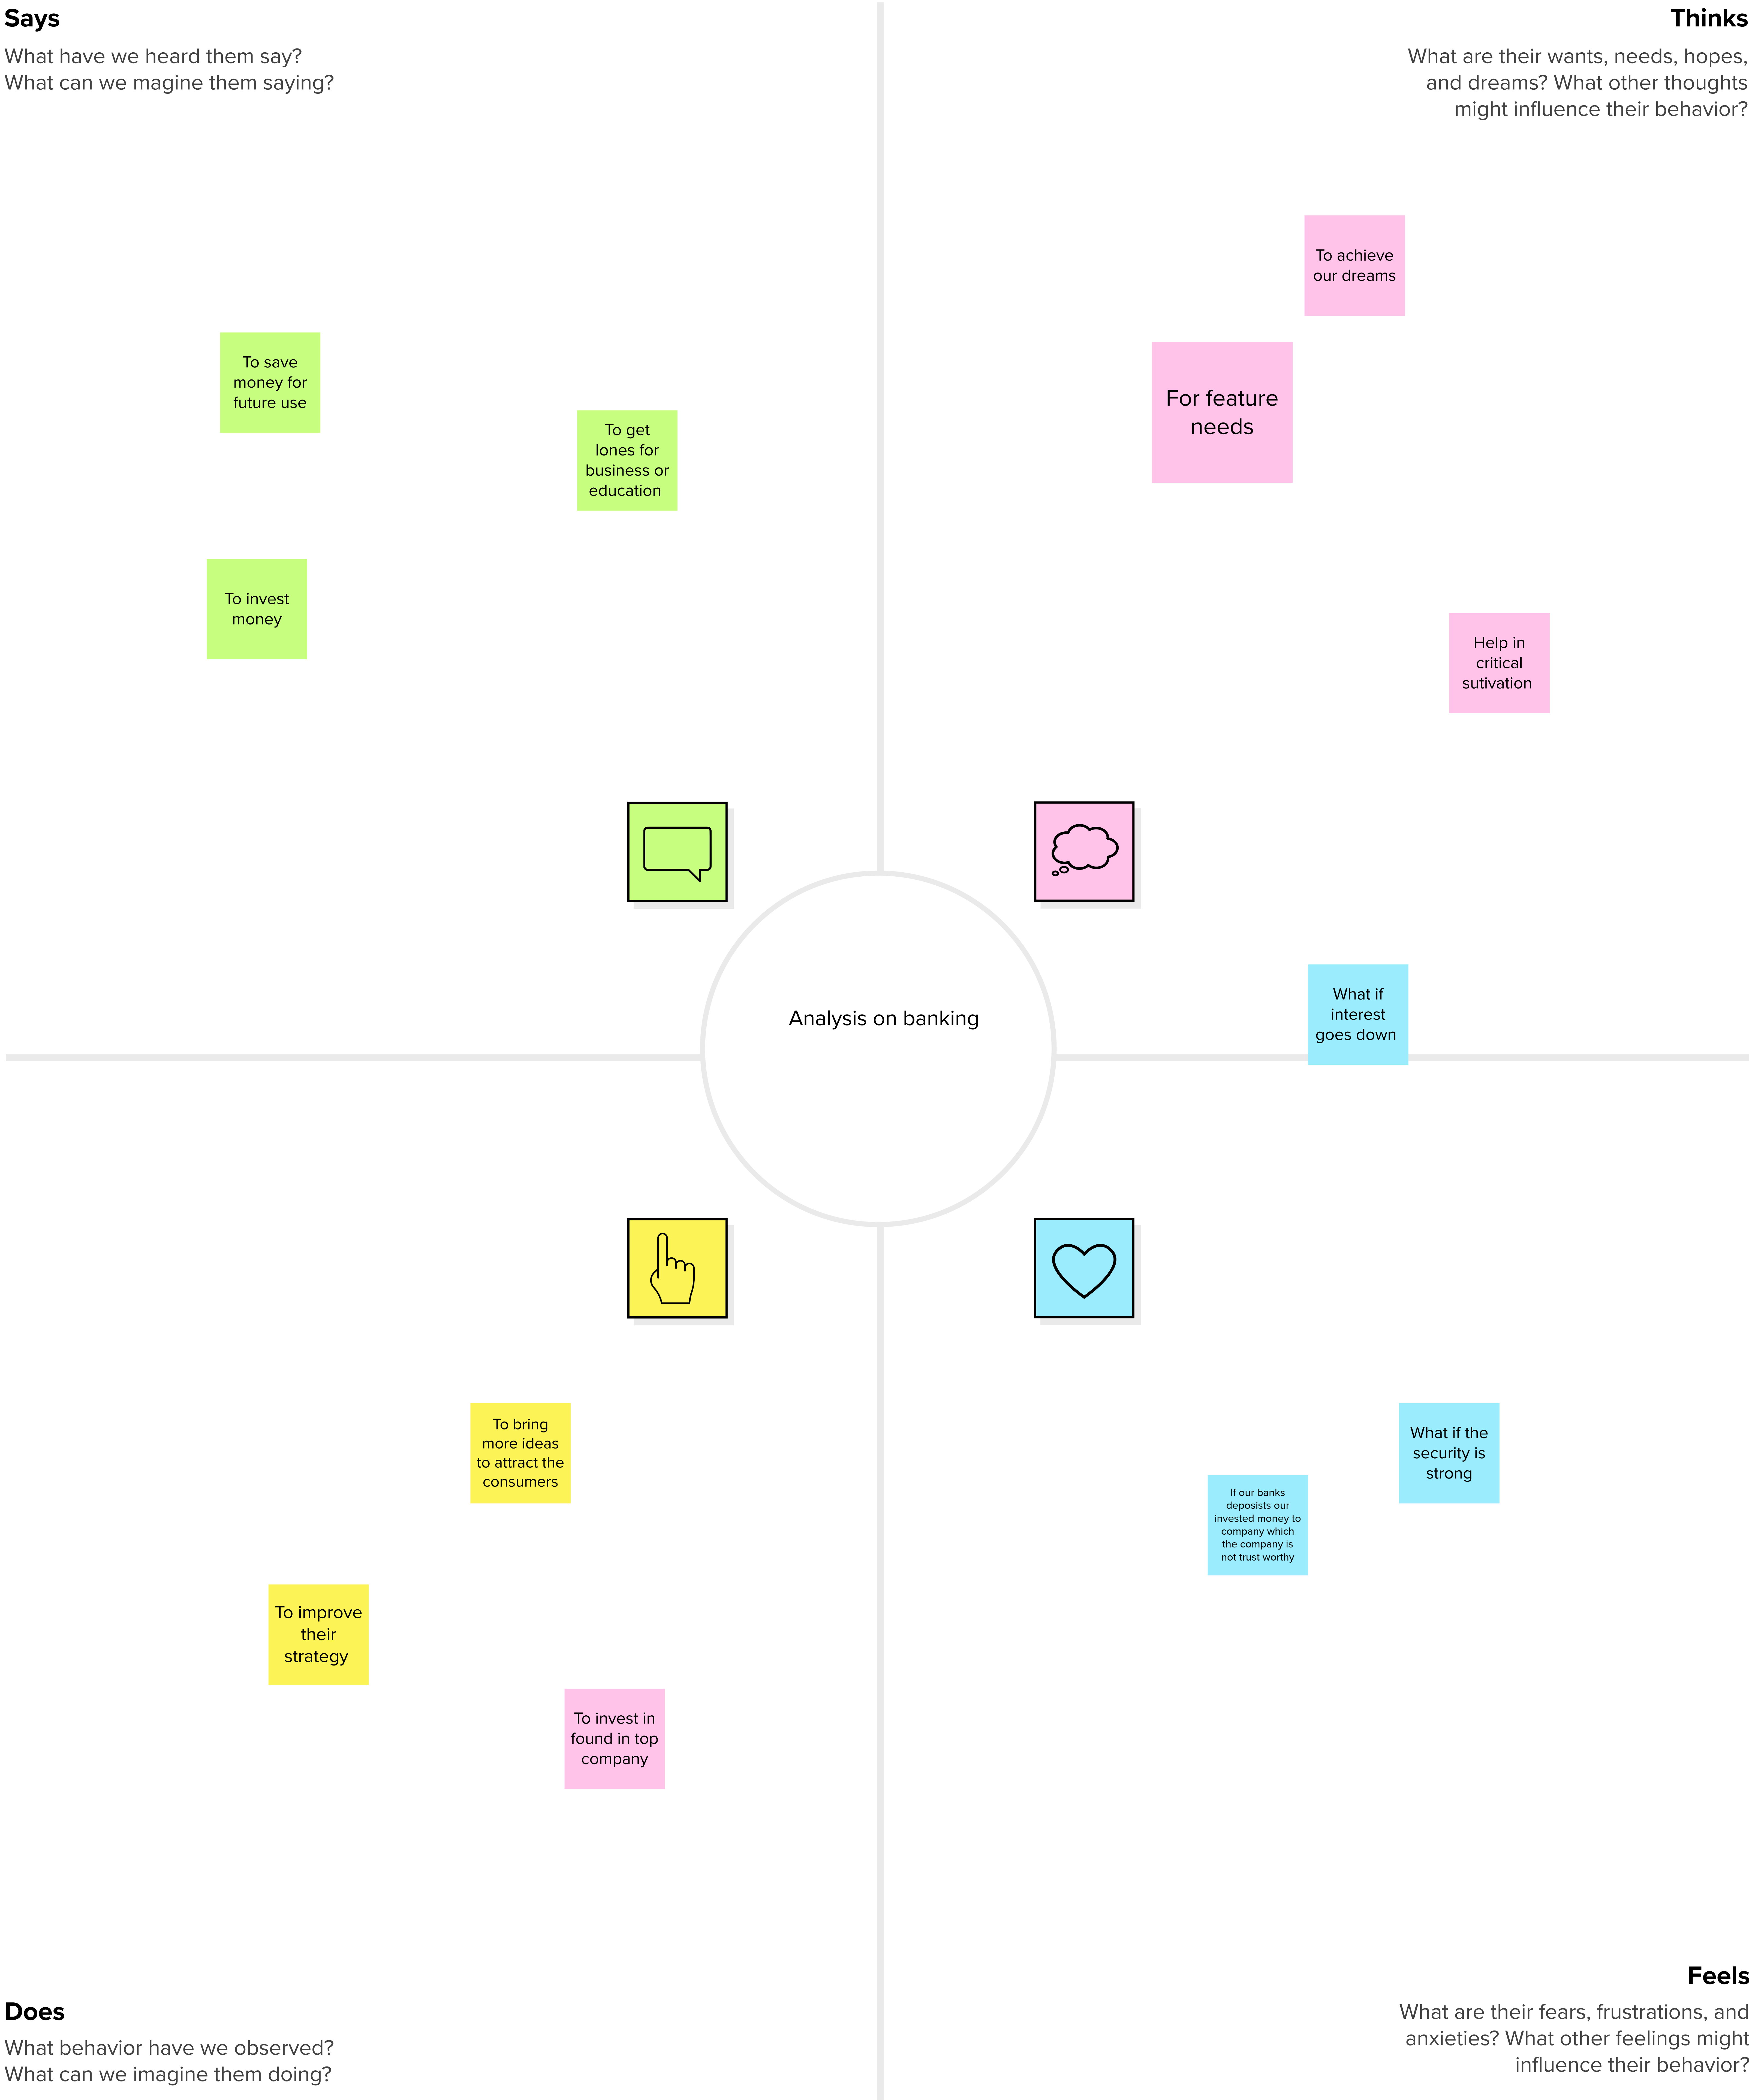 Says
What have we heard them say?
What can we magine them saying?
Thinks
What are their wants, needs, hopes,
and dreams? What other thoughts
might influence their behavior?
To save
money for
future use
To get
lones for
business or
education
To invest
money
To achieve
our dreams
For feature
needs
Help in
critical
sutivation
Analysis on banking
What if
interest
goes down
To bring
more ideas
to attract the
consumers
To improve
their
strategy
To invest in
found in top
company
What if the
security is
strong
If our banks
deposists our
invested money to
company which
the company is
not trust worthy
Does
What behavior have we observed?
What can we imagine them doing?
Feels
What are their fears, frustrations, and
anxieties? What other feelings might
influence their behavior?